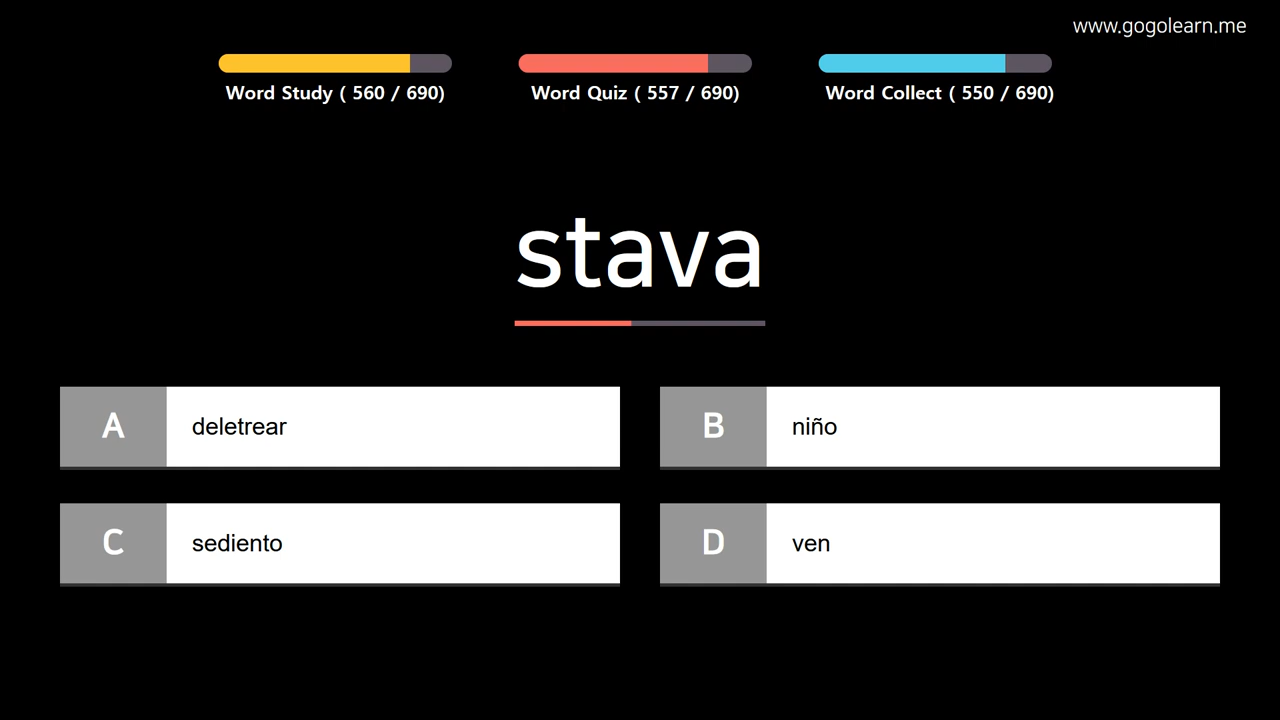 www.gogolearn.me
Word Study ( 560 / 690)
Word Quiz ( 557 / 690)
Word Collect ( 550 / 690)
stava
A deletrear
B niño
C sediento
D ven